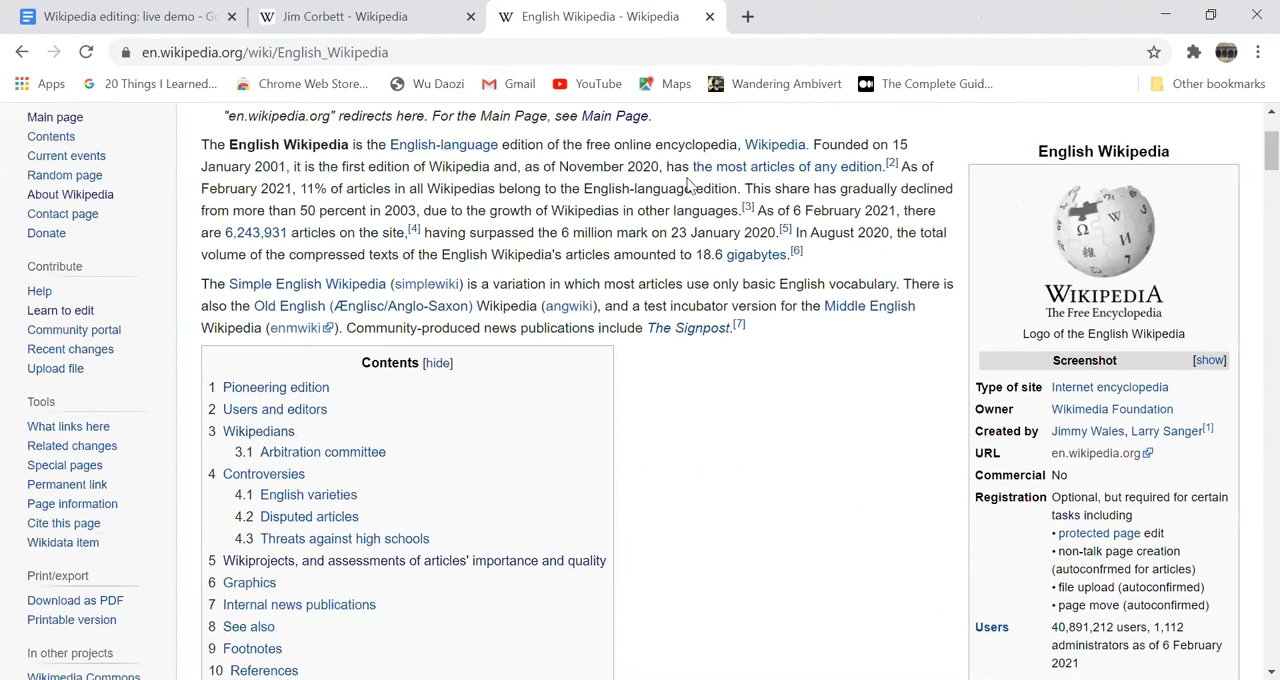 Wikipedia editing: live demo - Go
Jim Corbett - Wikipedia
English Wikipedia - Wikipedia
en.wikipedia.org/wiki/English_Wikipedia
Apps
20 Things I Learned...
Chrome Web Store...
Wu Daozi
Gmail
YouTube
Maps
Wandering Ambivert
The Complete Guid...
Other bookmarks
Main page
Contents
Current events
Random page
About Wikipedia
Contact page
Donate
Contribute
Help
Learn to edit
Community portal
Recent changes
Upload file
Tools
What links here
Related changes
Special pages
Permanent link
Page information
Cite this page
Wikidata item
Print/export
Download as PDF
Printable version
In other projects
Wikimedia Commons
"en.wikipedia.org" redirects here. For the Main Page, see Main Page.
The English Wikipedia is the English-language edition of the free online encyclopedia, Wikipedia. Founded on 15
January 2001, it is the first edition of Wikipedia and, as of November 2020, has the most articles of any edition.[2] As of
February 2021, 11% of articles in all Wikipedias belong to the English-language edition. This share has gradually declined
from more than 50 percent in 2003, due to the growth of Wikipedias in other languages.[3] As of 6 February 2021, there
are 6,243,931 articles on the site,[4] having surpassed the 6 million mark on 23 January 2020.[5] In August 2020, the total
volume of the compressed texts of the English Wikipedia's articles amounted to 18.6 gigabytes.[6]
The Simple English Wikipedia (simplewiki) is a variation in which most articles use only basic English vocabulary. There is
also the Old English (Ænglisc/Anglo-Saxon) Wikipedia (angwiki), and a test incubator version for the Middle English
Wikipedia (enmwiki). Community-produced news publications include The Signpost.[7]
Contents [hide]
1 Pioneering edition
2 Users and editors
3 Wikipedians
3.1 Arbitration committee
4 Controversies
4.1 English varieties
4.2 Disputed articles
4.3 Threats against high schools
5 Wikiprojects, and assessments of articles' importance and quality
6 Graphics
7 Internal news publications
8 See also
9 Footnotes
10 References
English Wikipedia
Ω W И
WIKIPEDIA
The Free Encyclopedia
Logo of the English Wikipedia
Screenshot [show]
Type of site Internet encyclopedia
Owner Wikimedia Foundation
Created by Jimmy Wales, Larry Sanger[1]
URL en.wikipedia.org
Commercial No
Registration Optional, but required for certain
tasks including
• protected page edit
• non-talk page creation
(autoconfrmed for articles)
• file upload (autoconfirmed)
• page move (autoconfirmed)
Users 40,891,212 users, 1,112
administrators as of 6 February
2021